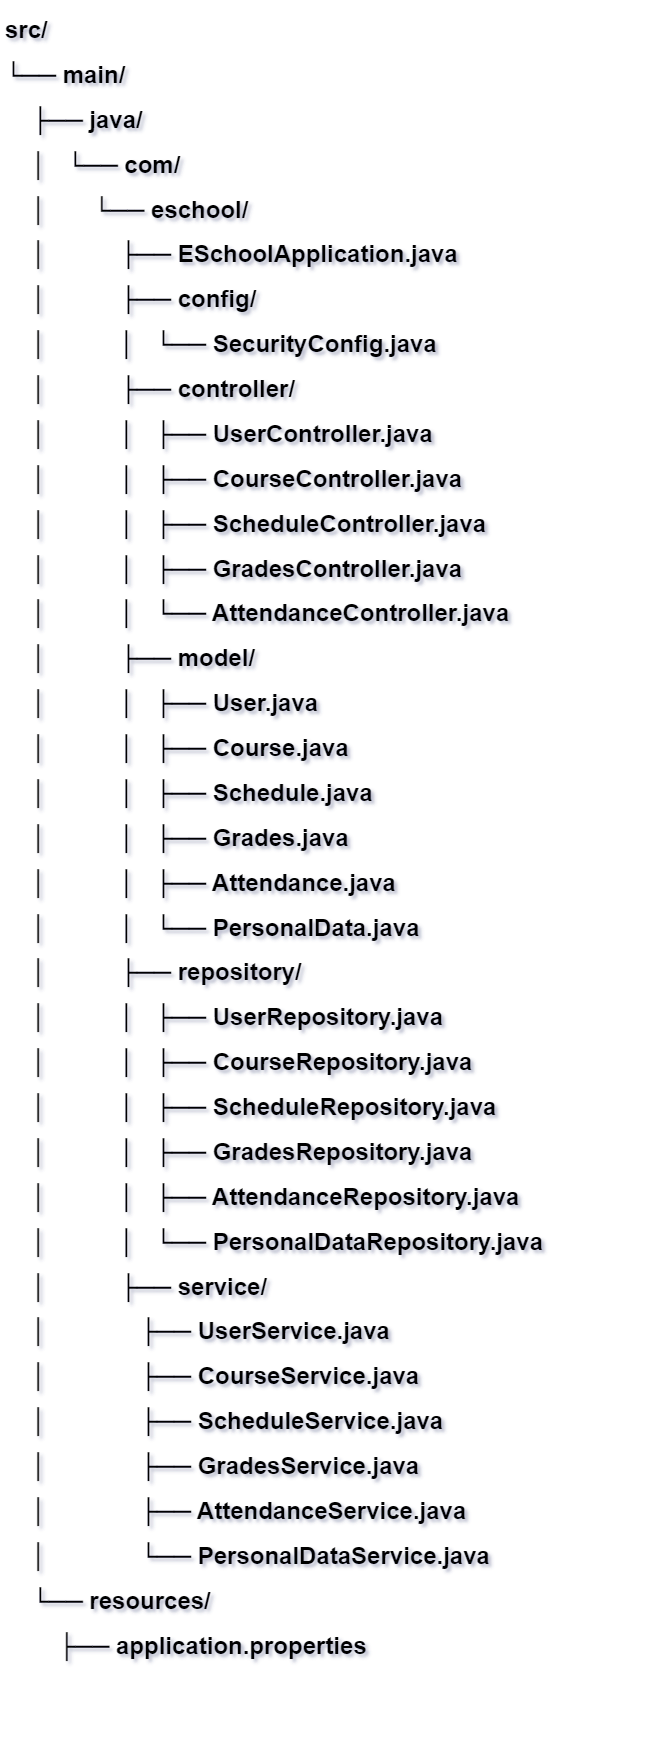 src/
└── main/
├── java/
│ └── com/
│ └── eschool/
│ ├── ESchoolApplication.java
│ ├── config/
│ │ └── SecurityConfig.java
│ ├── controller/
│ │ ├── UserController.java
│ │ ├── CourseController.java
│ │ ├── ScheduleController.java
│ │ ├── GradesController.java
│ │ └── AttendanceController.java
│ ├── model/
│ │ ├── User.java
│ │ ├── Course.java
│ │ ├── Schedule.java
│ │ ├── Grades.java
│ │ ├── Attendance.java
│ │ └── PersonalData.java
│ ├── repository/
│ │ ├── UserRepository.java
│ │ ├── CourseRepository.java
│ │ ├── ScheduleRepository.java
│ │ ├── GradesRepository.java
│ │ ├── AttendanceRepository.java
│ │ └── PersonalDataRepository.java
│ ├── service/
│ ├── UserService.java
│ ├── CourseService.java
│ ├── ScheduleService.java
│ ├── GradesService.java
│ ├── AttendanceService.java
│ └── PersonalDataService.java
└── resources/
├── application.properties